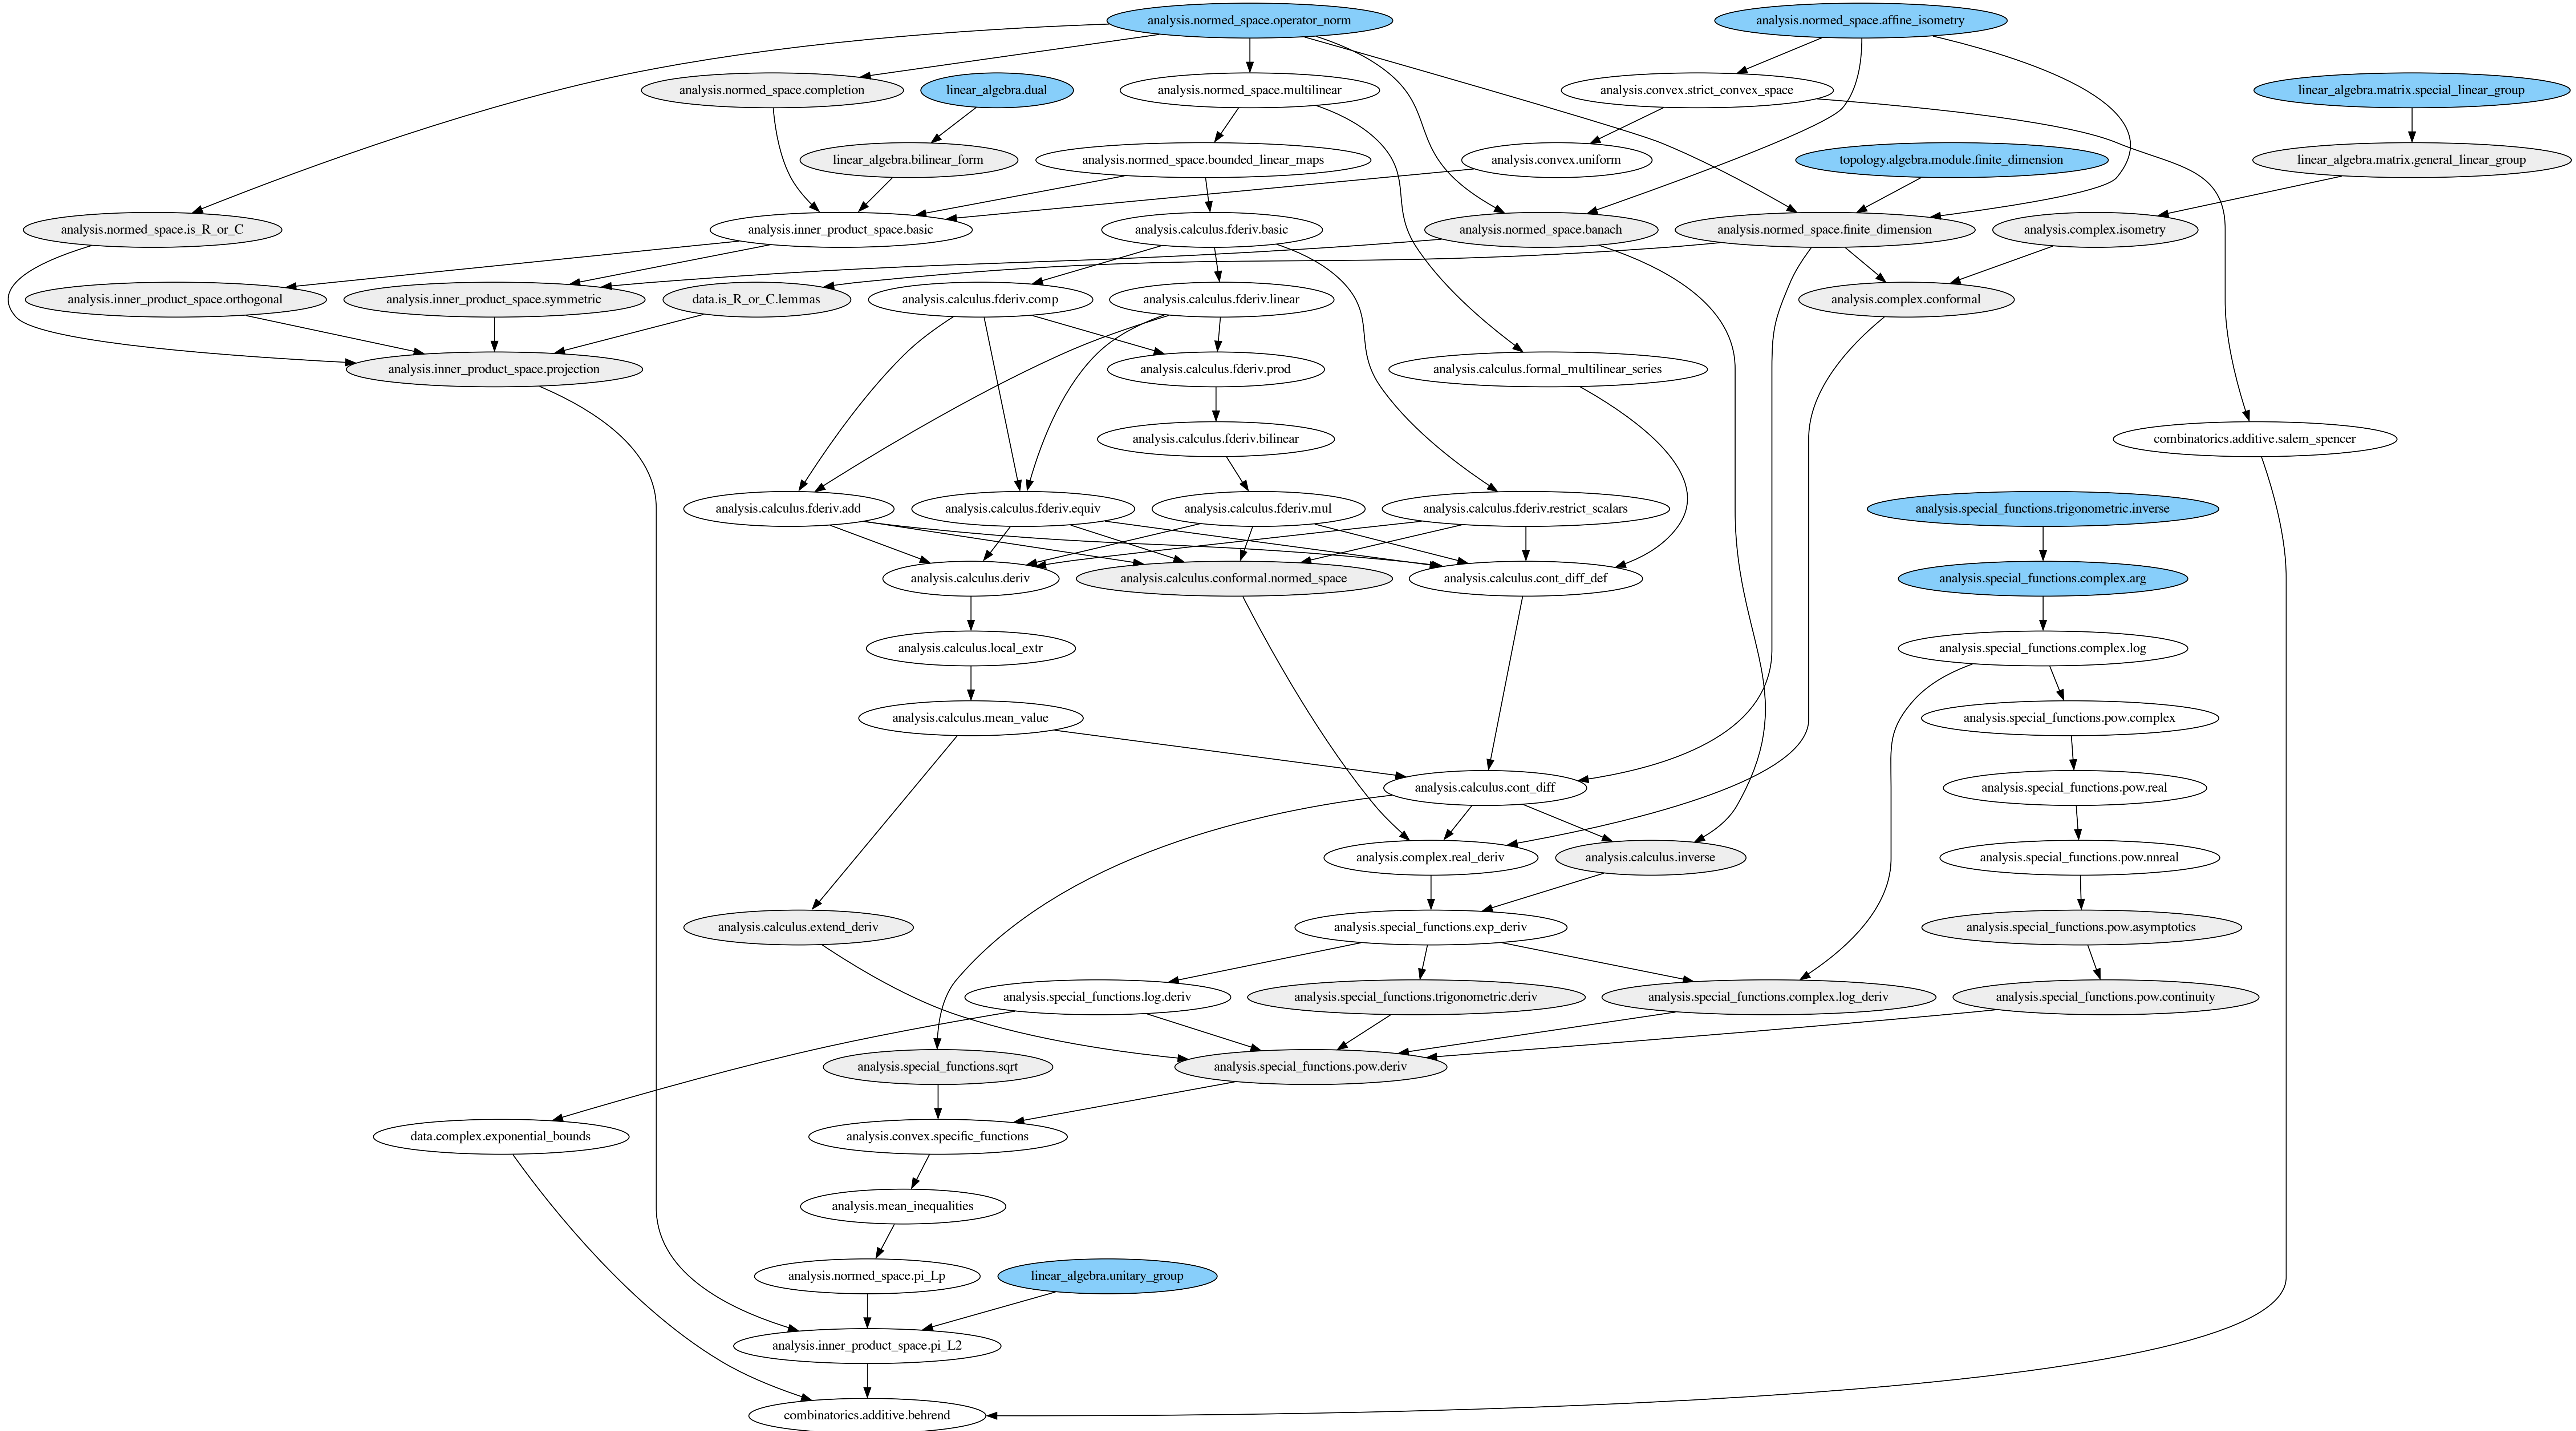 analysis.normed_space.operator_norm
analysis.normed_space.affine_isometry
analysis.normed_space.completion
linear_algebra.dual
analysis.normed_space.multilinear
analysis.convex.strict_convex_space
linear_algebra.matrix.special_linear_group
linear_algebra.bilinear_form
analysis.normed_space.bounded_linear_maps
analysis.convex.uniform
topology.algebra.module.finite_dimension
linear_algebra.matrix.general_linear_group
analysis.normed_space.is_R_or_C
analysis.inner_product_space.basic
analysis.calculus.fderiv.basic
analysis.normed_space.banach
analysis.normed_space.finite_dimension
analysis.complex.isometry
analysis.inner_product_space.orthogonal
analysis.inner_product_space.symmetric
data.is_R_or_C.lemmas
analysis.calculus.fderiv.comp
analysis.calculus.fderiv.linear
analysis.complex.conformal
analysis.inner_product_space.projection
analysis.calculus.fderiv.prod
analysis.calculus.formal_multilinear_series
analysis.calculus.fderiv.bilinear
combinatorics.additive.salem_spencer
analysis.calculus.fderiv.add
analysis.calculus.fderiv.equiv
analysis.calculus.fderiv.mul
analysis.calculus.fderiv.restrict_scalars
analysis.special_functions.trigonometric.inverse
analysis.calculus.deriv
analysis.calculus.conformal.normed_space
analysis.calculus.cont_diff_def
analysis.special_functions.complex.arg
analysis.calculus.local_extr
analysis.special_functions.complex.log
analysis.calculus.mean_value
analysis.special_functions.pow.complex
analysis.calculus.cont_diff
analysis.special_functions.pow.real
analysis.complex.real_deriv
analysis.calculus.inverse
analysis.special_functions.pow.nnreal
analysis.calculus.extend_deriv
analysis.special_functions.exp_deriv
analysis.special_functions.pow.asymptotics
analysis.special_functions.log.deriv
analysis.special_functions.trigonometric.deriv
analysis.special_functions.complex.log_deriv
analysis.special_functions.pow.continuity
analysis.special_functions.sqrt
analysis.special_functions.pow.deriv
data.complex.exponential_bounds
analysis.convex.specific_functions
analysis.mean_inequalities
analysis.normed_space.pi_Lp
linear_algebra.unitary_group
analysis.inner_product_space.pi_L2
combinatorics.additive.behrend